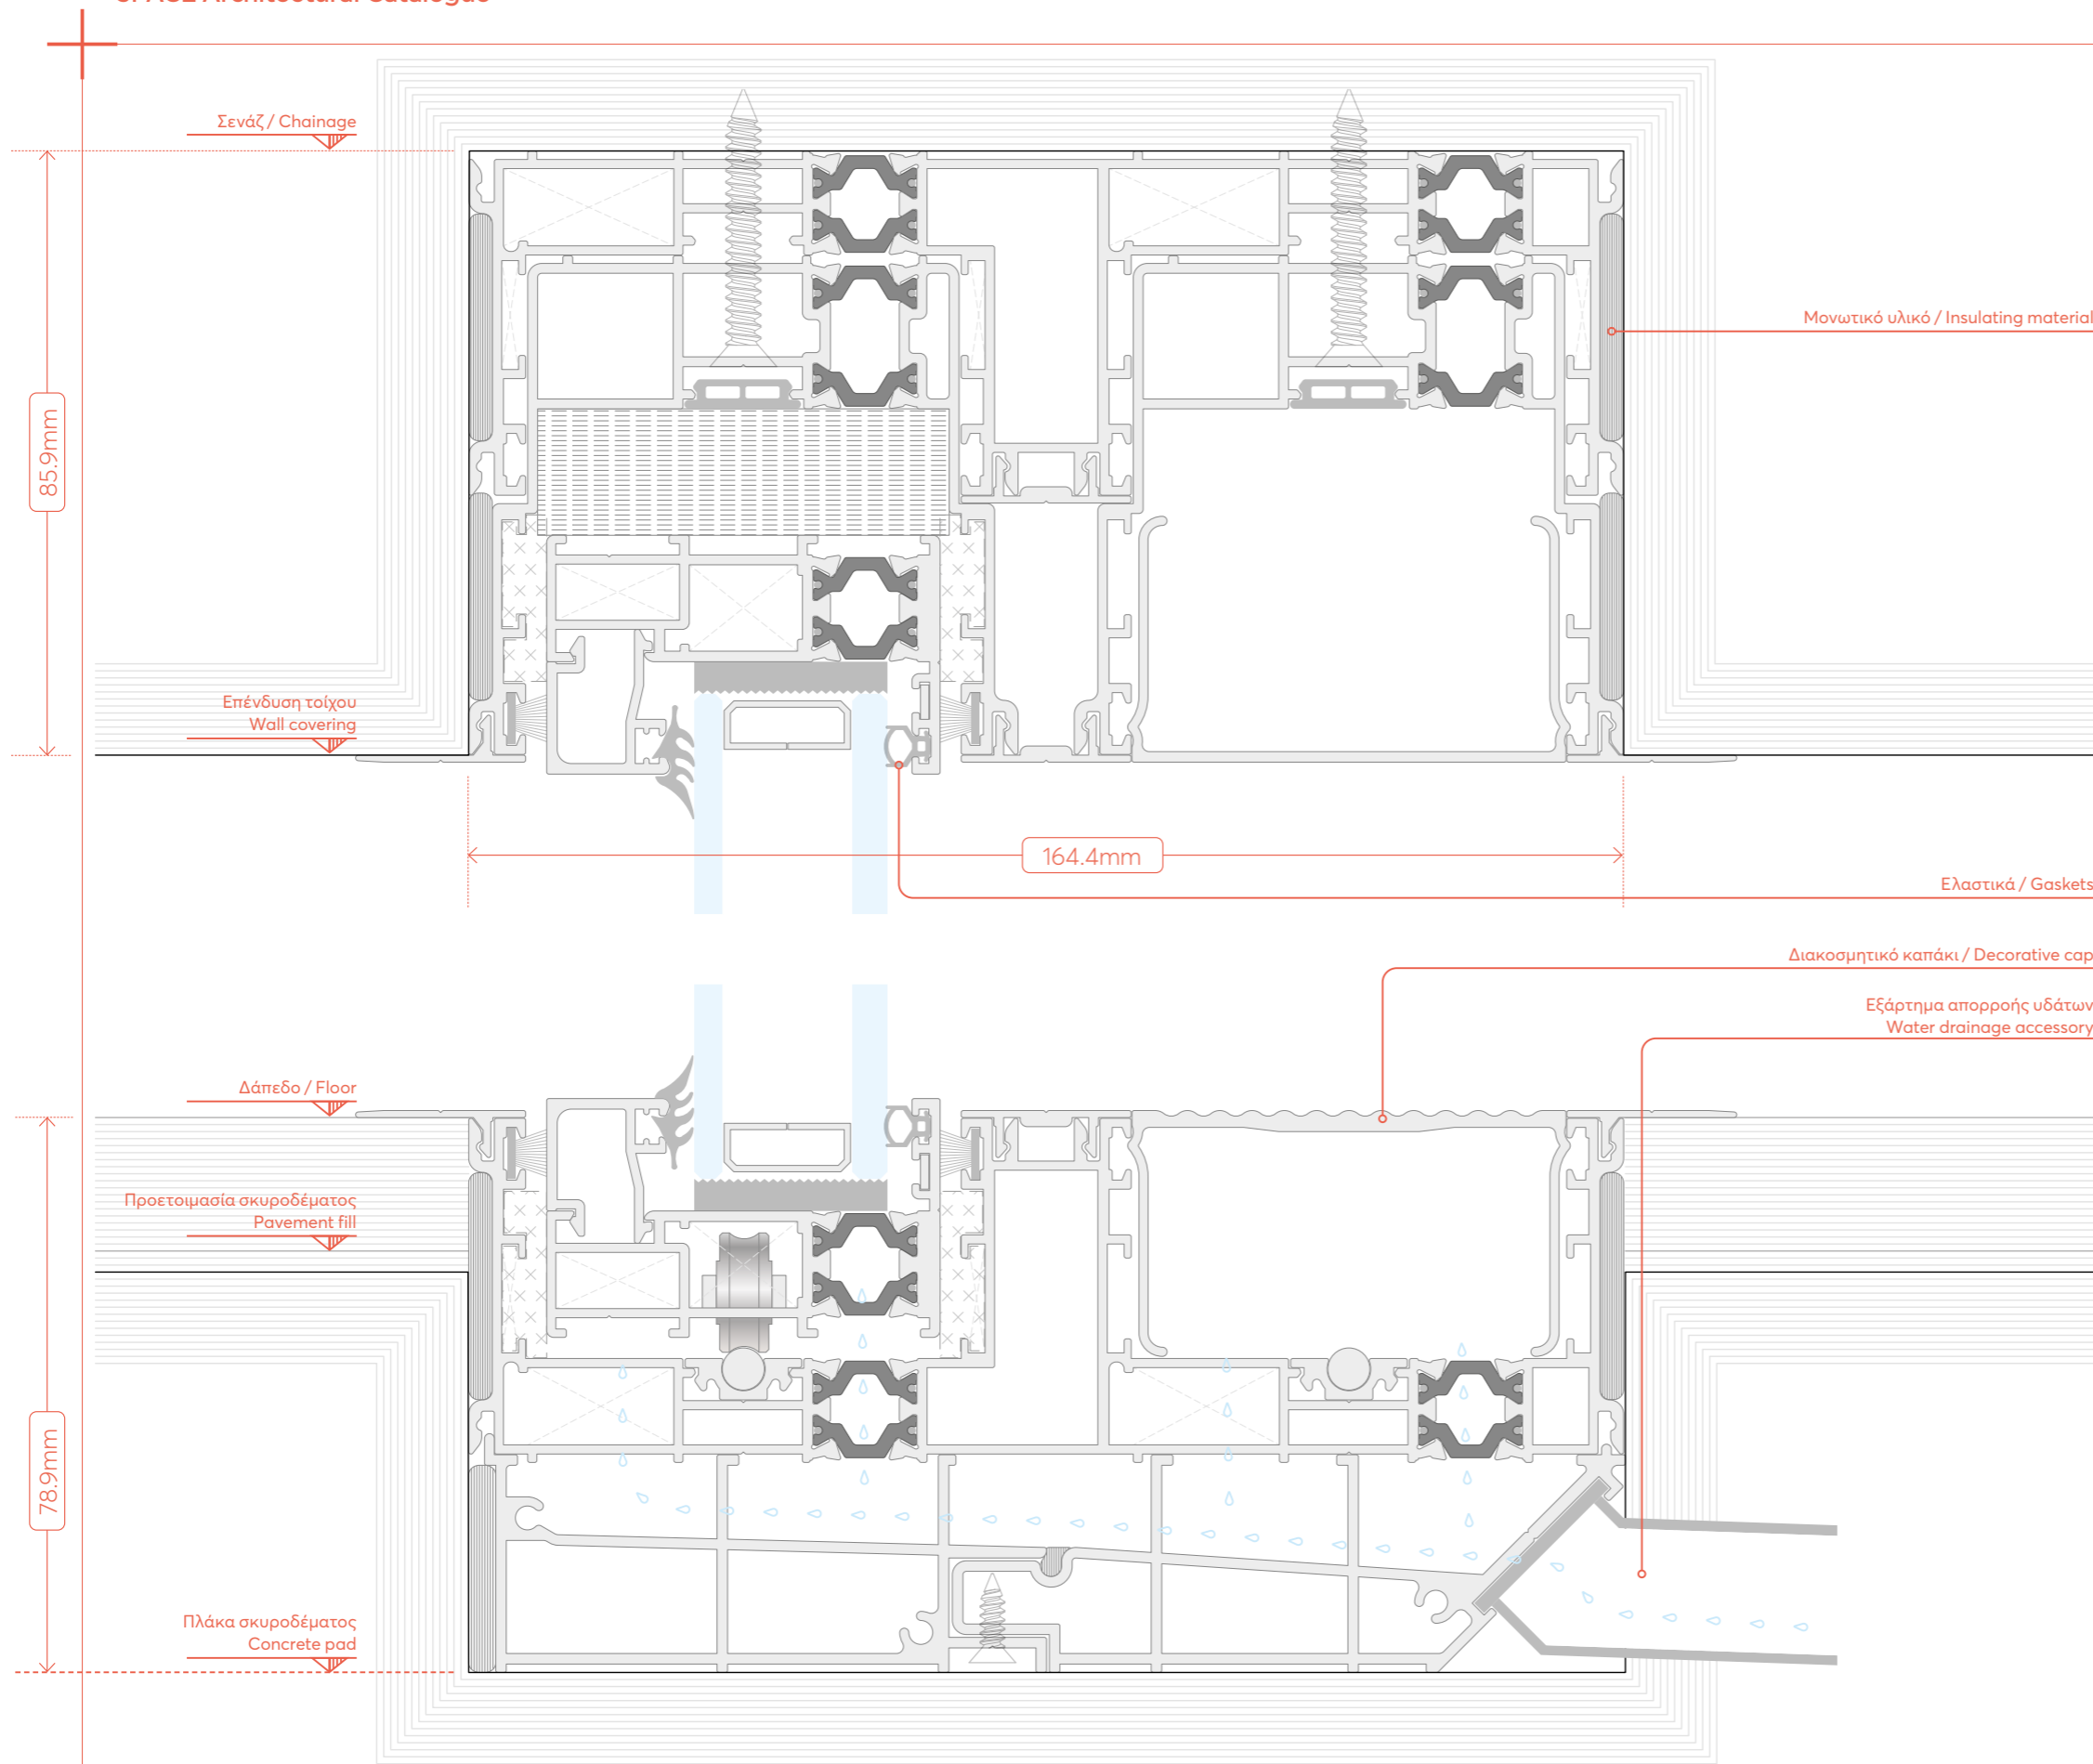 Architectural Catalogue
Σενάζ / Chainage
Μονωτικό υλικό / Insulating material
85.9mm
Επένδυση τοίχου
Wall covering
164.4mm
Ελαστικά / Gaskets
Διακοσμητικό καπάκι / Decorative cap
Εξάρτημα απορροής υδάτων
Water drainage accessory
Δάπεδο / Floor
Προετοιμασία σκυροδέματος
Pavement fill
78.9mm
Πλάκα σκυροδέματος
Concrete pad